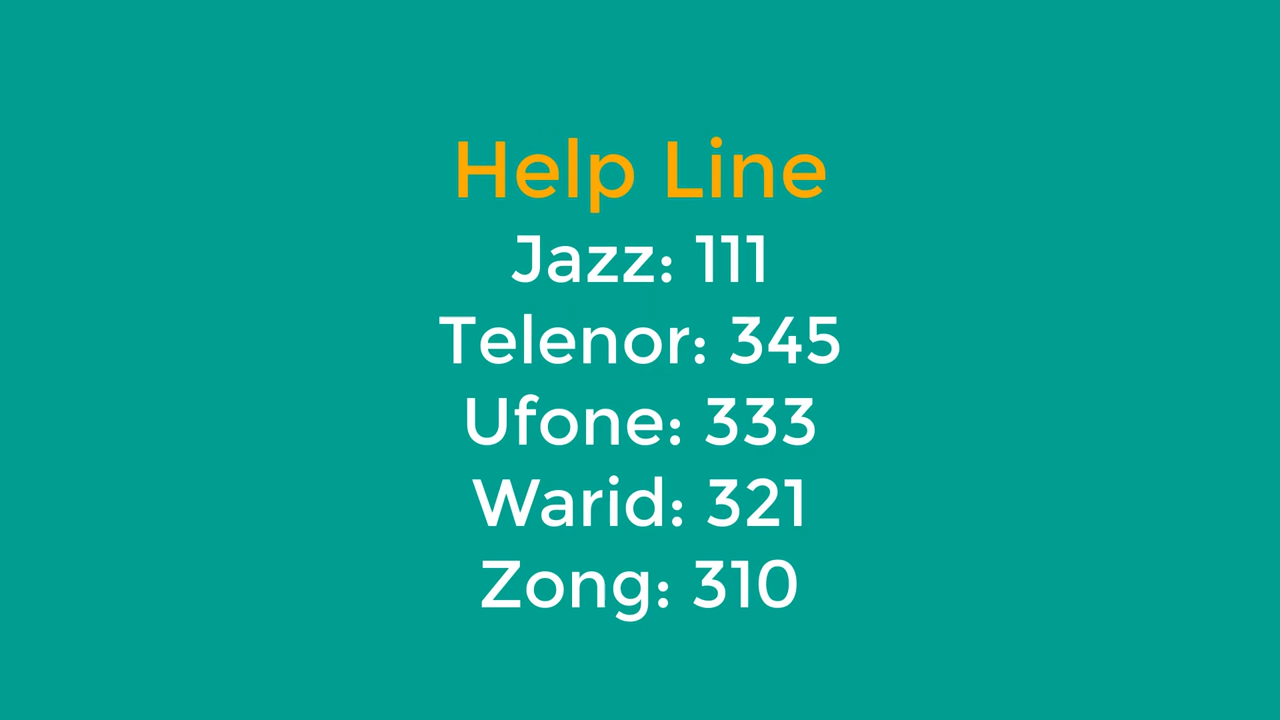 Help Line
Jazz: 111
Telenor: 345
Ufone: 333
Warid: 321
Zong: 310